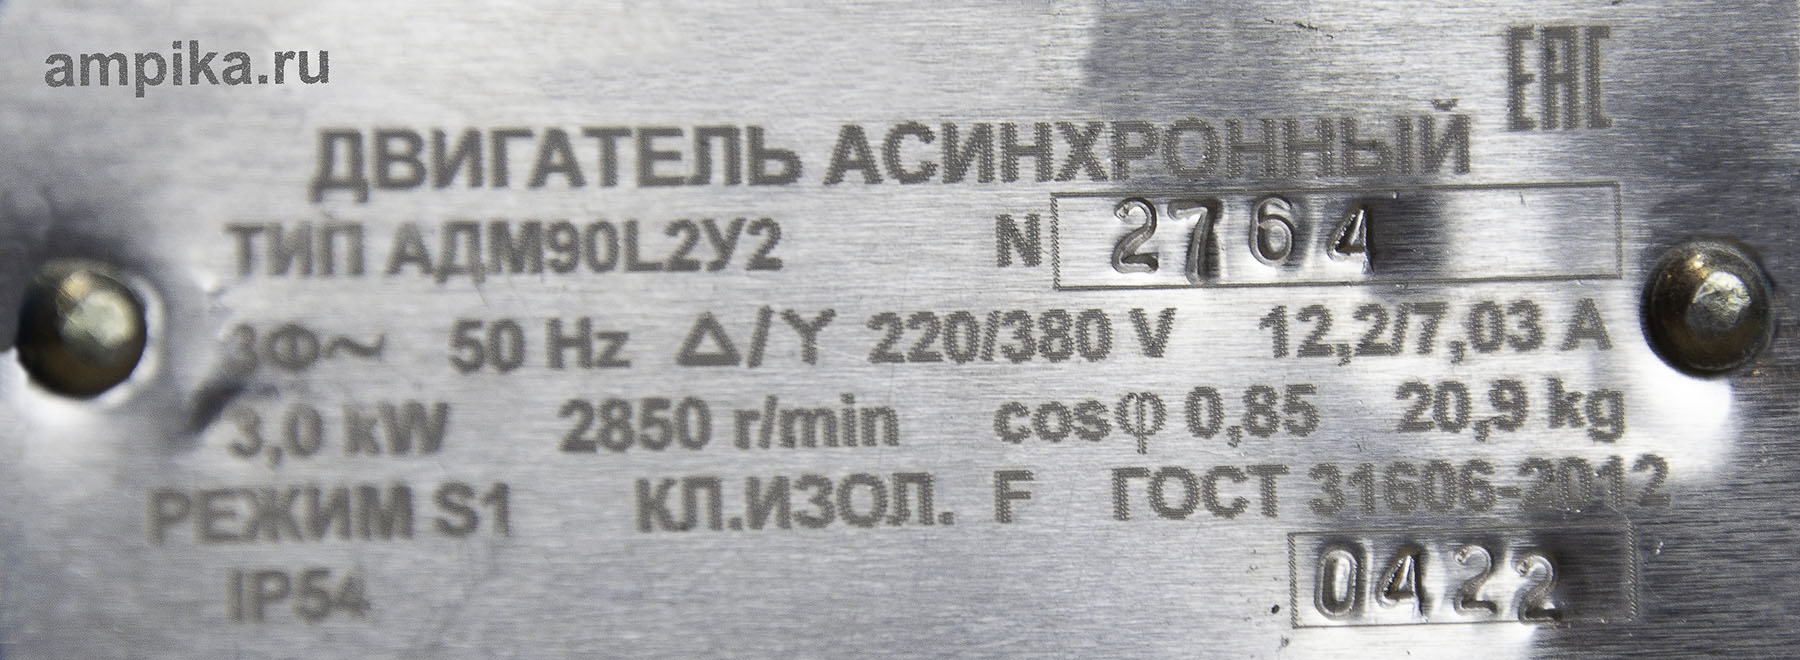 ampika.ru
ЕАС
ДВИГАТЕЛЬ АСИНХРОННЫЙ
ТИП АДМ90L2У2 N 2764
3Ф~ 50 Hz Δ/Y 220/380 V 12,2/7,03 A
3,0 kW 2850 r/min cosφ 0,85 20,9 kg
РЕЖИМ S1 КЛ.ИЗОЛ. F ГОСТ 31606-2012
IP54 0422